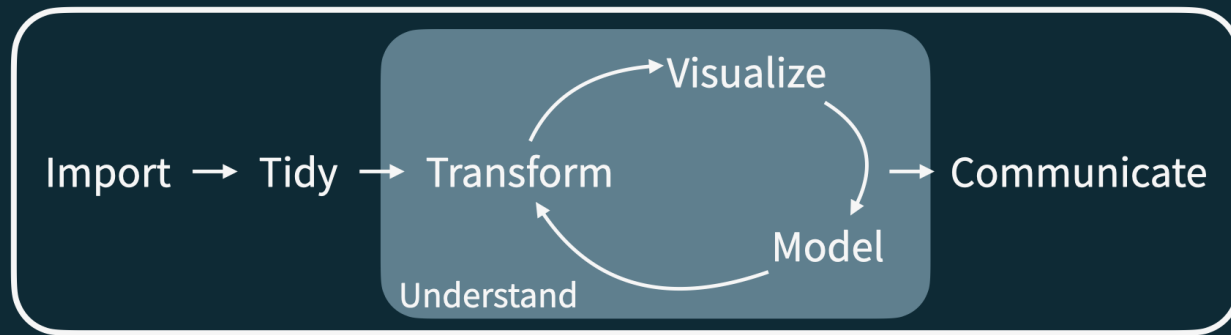 Visualize
Import → Tidy → Transform → Communicate
Model
Understand